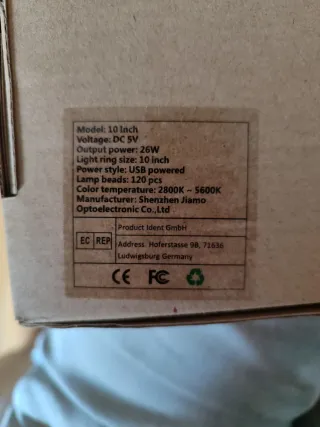 Model: 10 Inch
Voltage: DC 5V
Output power: 26W
Light ring size: 10 inch
Power style: USB powered
Lamp beads: 120 pcs
Color temperature: 2800K -- 5600K
Manufacturer: Shenzhen Jiamo
Optoelectronic Co.,Ltd
EC REP
Product Ident GmbH
Address: Hoferstasse 9B, 71636
Ludwigsburg Germany
CE FC